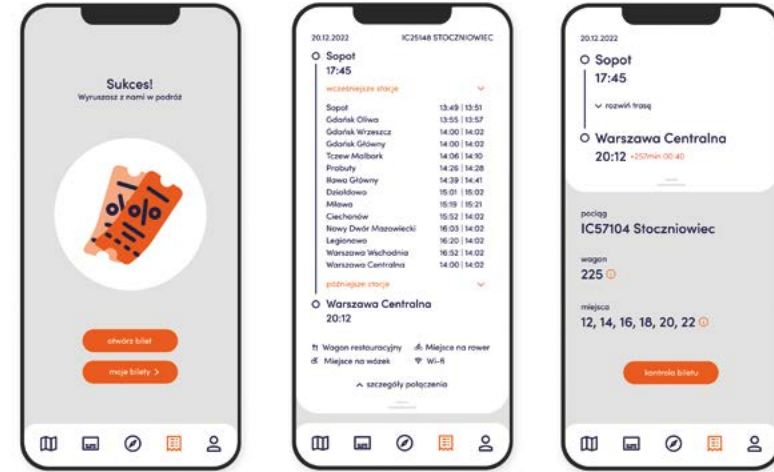 Sukces!
Wyruszasz z nami w podróż
%
%
otwórz bilet
moje bilety >
20.12.2022 IC25148 STOCZNIOWIEC
Sopot
17:45
wcześniejsze stacje
Sopot 13:49 | 13:51
Gdańsk Oliwa 13:55 | 13:57
Gdańsk Wrzeszcz 14:00 | 14:02
Gdańsk Główny 14:00 | 14:02
Tczew Malbork 14:06 | 14:10
Prabuty 14:26 | 14:28
Iława Główny 14:39 | 14:41
Działdowo 15:01 | 15:02
Mława 15:19 | 15:21
Ciechanów 15:52 | 14:02
Nowy Dwór Mazowiecki 16:03 | 14:02
Legionowo 16:20 | 14:02
Warszawa Wschodnia 16:52 | 14:02
Warszawa Centralna 14:00 | 14:02
późniejsze stacje
Warszawa Centralna
20:12
Wagon restauracyjny Miejsce na rower
Miejsce na wózek Wi-fi
szczegóły połączenia
20.12.2022
Sopot
17:45
rozwiń trasę
Warszawa Centralna
20:12 +257min 00:40
pociąg
IC57104 Stoczniowiec
wagon
225
miejsca
12, 14, 16, 18, 20, 22
kontrola biletu